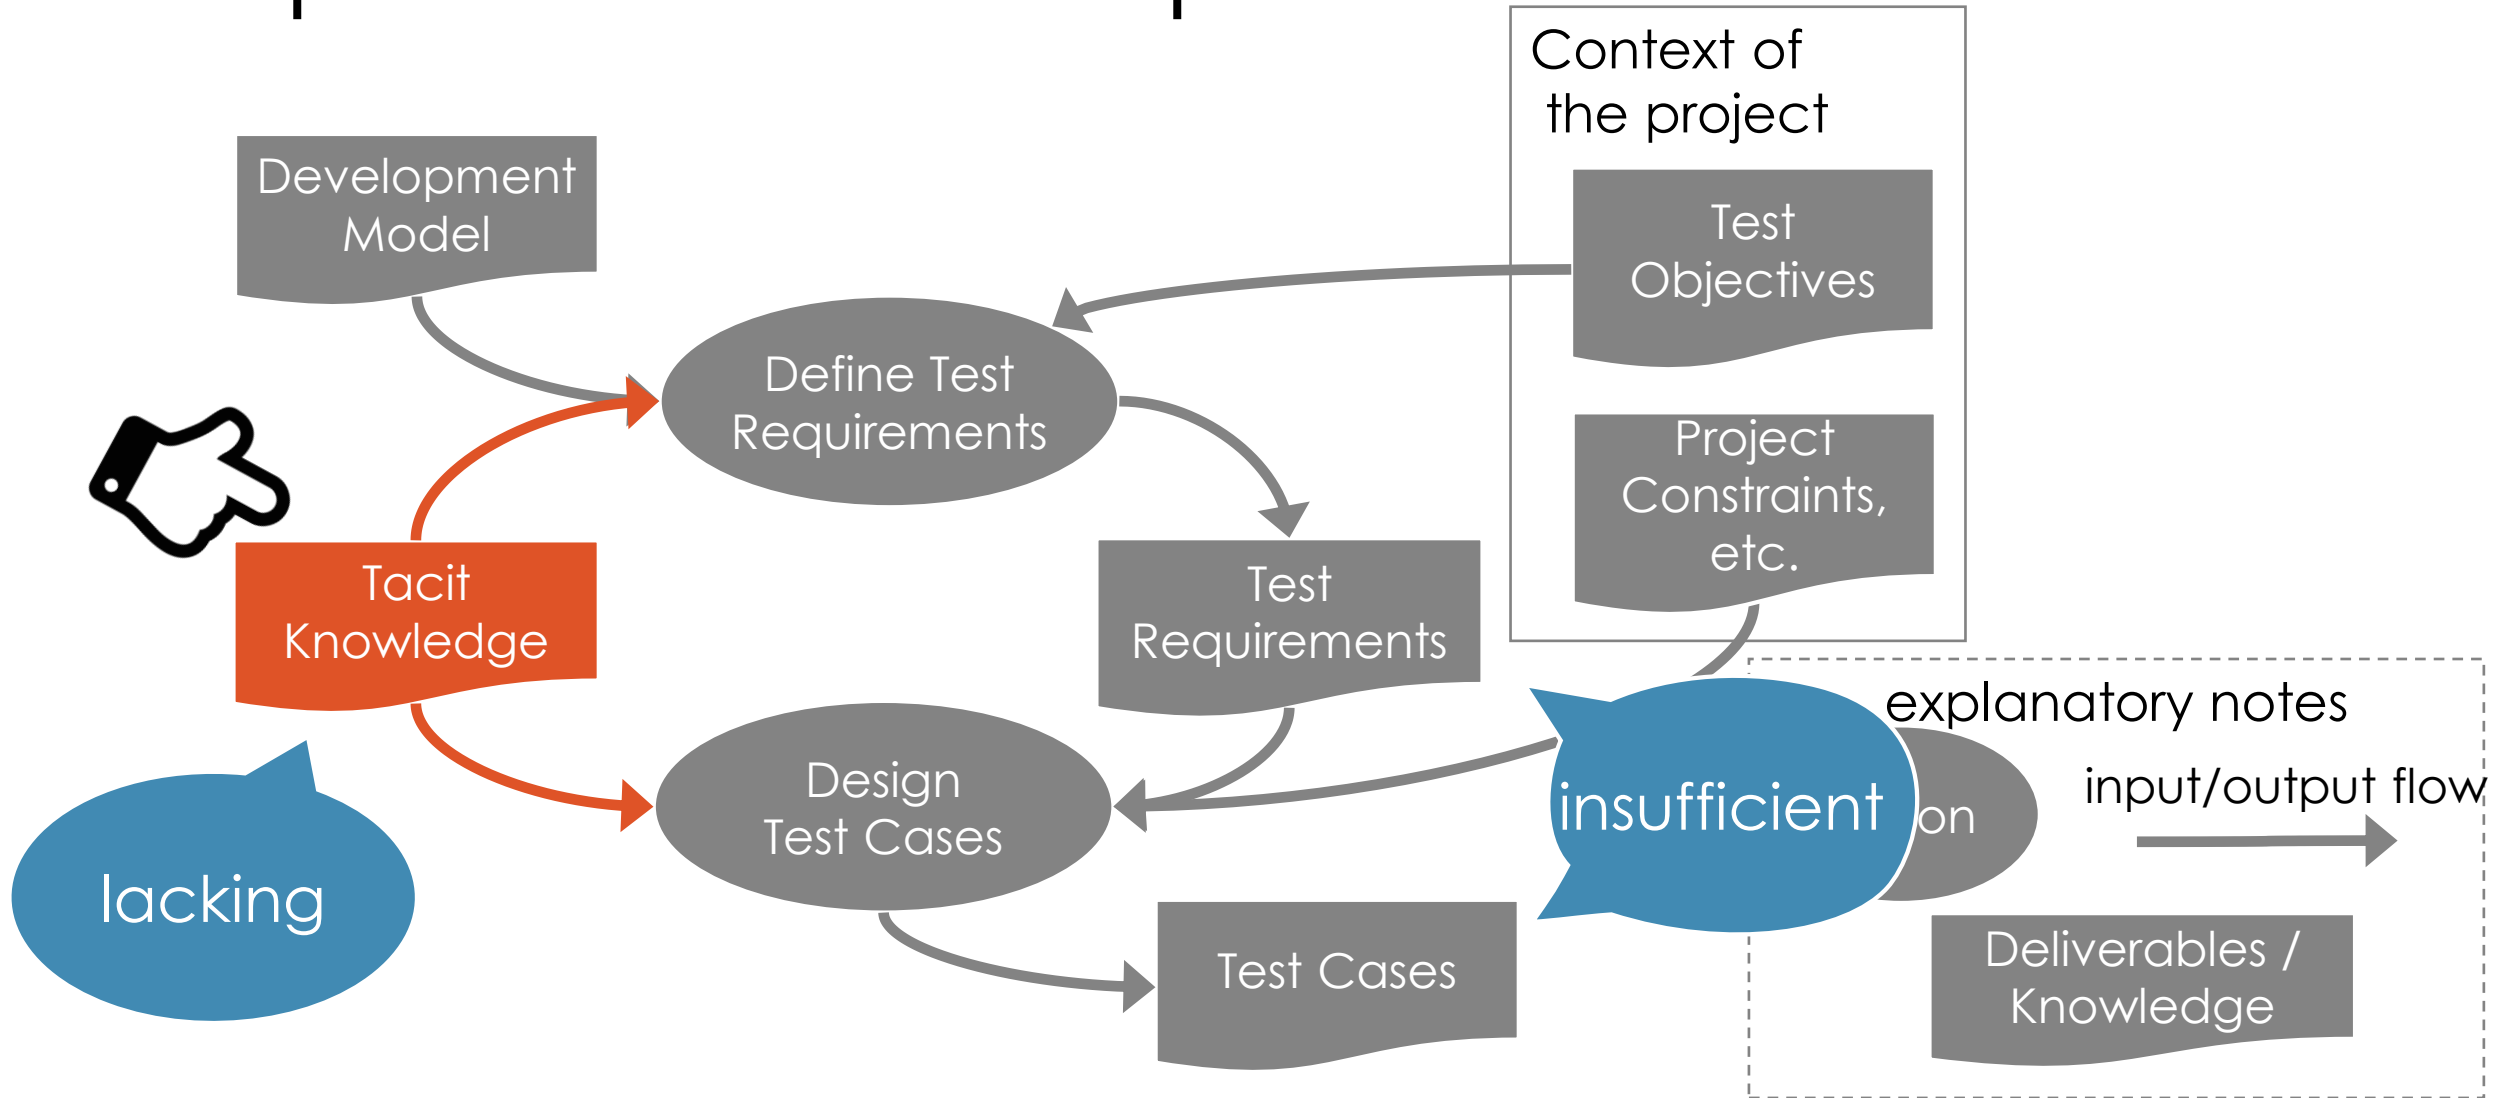 Context of
the project
Development
Model
Test
Objectives
Define Test
Requirements
Project
Constraints,
etc.
Tacit
Knowledge
Test
Requirements
explanatory notes
input/output flow
Design
Test Cases
insufficient
on
lacking
Test Cases
Deliverables /
Knowledge